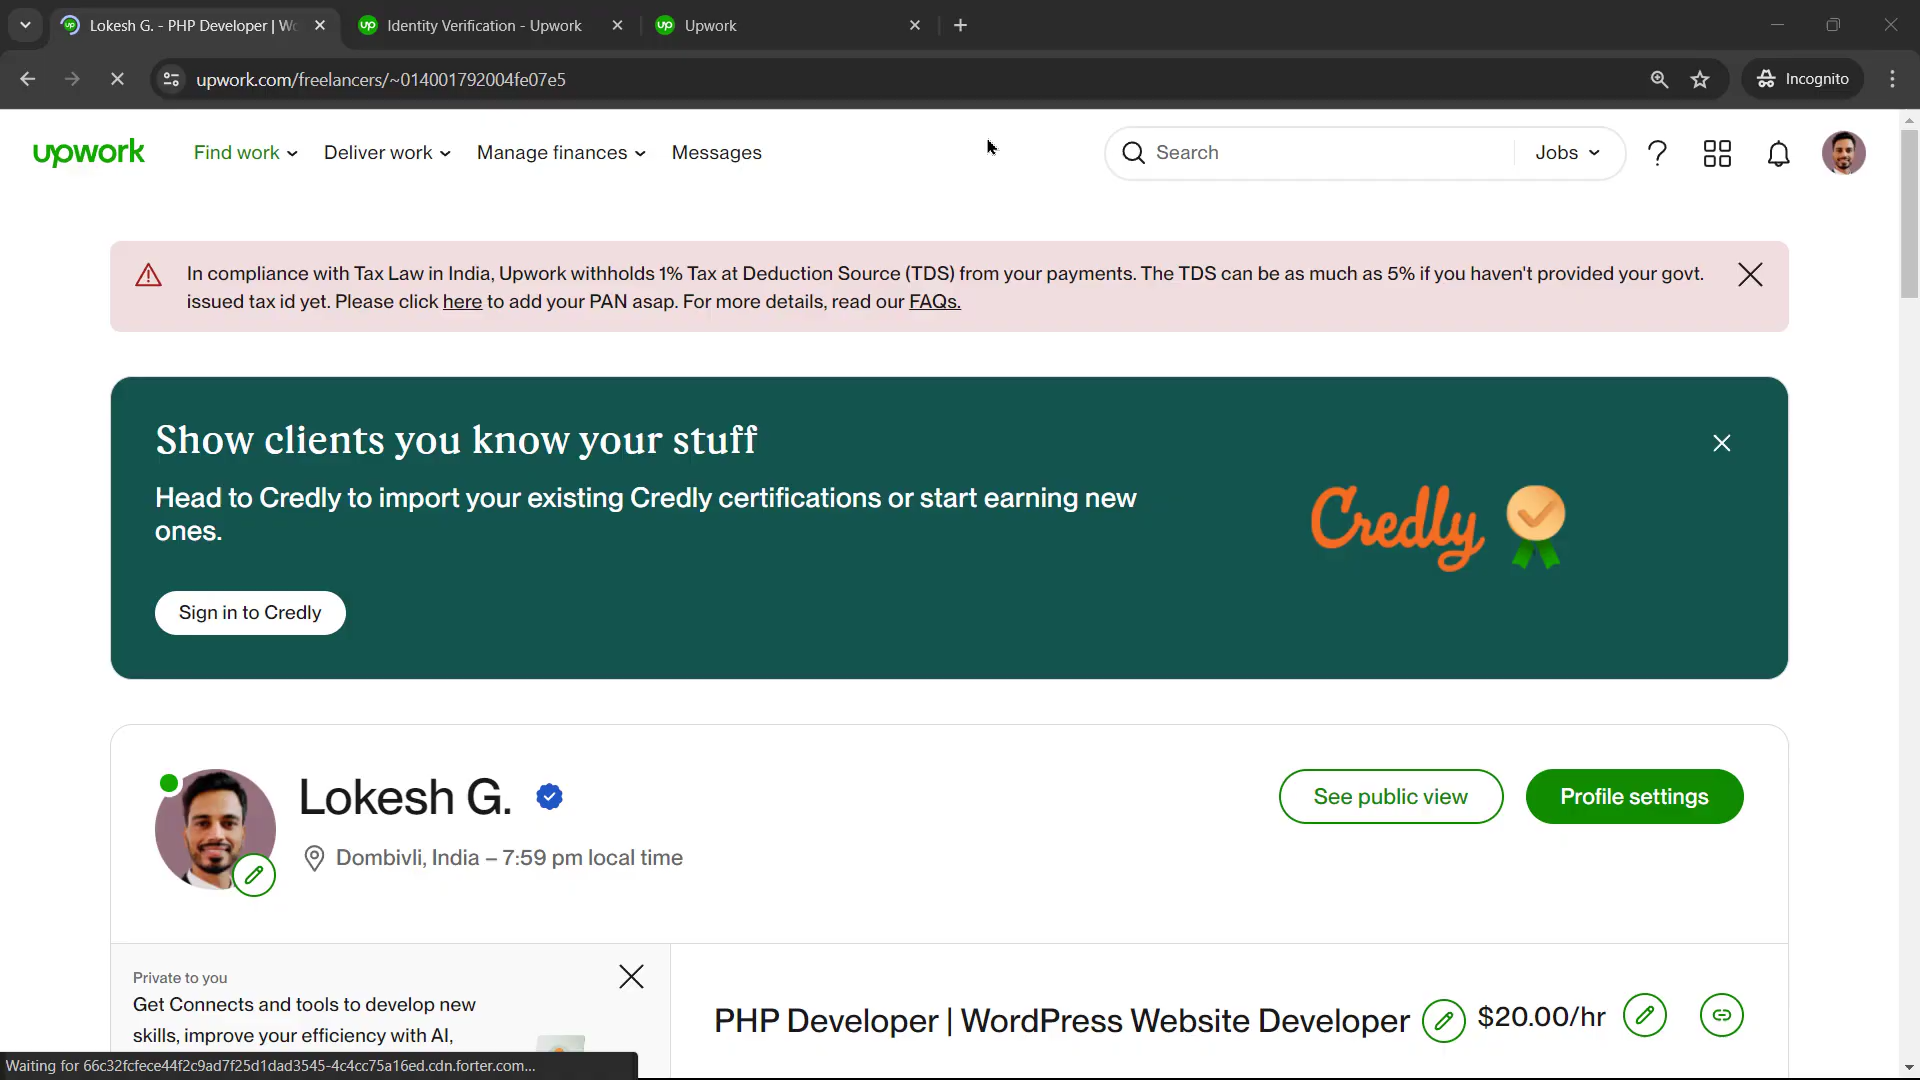 Lokesh G. - PHP Developer | Wo
Identity Verification - Upwork
Upwork
upwork.com/freelancers/~014001792004fe07e5
Incognito
upwork
Find work
Deliver work
Manage finances
Messages
Search
Jobs
In compliance with Tax Law in India, Upwork withholds 1% Tax at Deduction Source (TDS) from your payments. The TDS can be as much as 5% if you haven't provided your govt.
issued tax id yet. Please click here to add your PAN asap. For more details, read our FAQs.
Show clients you know your stuff
Head to Credly to import your existing Credly certifications or start earning new
ones.
Credly
Sign in to Credly
Lokesh G.
See public view
Profile settings
Dombivli, India – 7:59 pm local time
Private to you
Get Connects and tools to develop new
skills, improve your efficiency with AI,
PHP Developer | WordPress Website Developer
$20.00/hr
Waiting for 66c32fcfece44f2c9ad7f25d1dad3545-4c4cc75a16ed.cdn.forter.com...